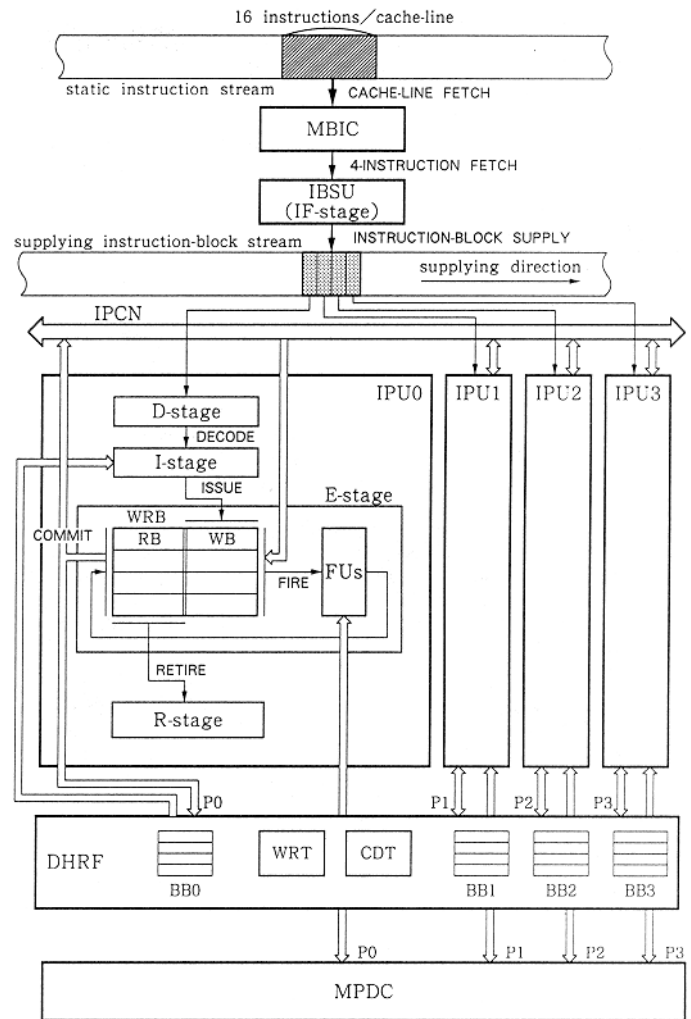 16 instructions/cache-line
static instruction stream
CACHE-LINE FETCH
MBIC
4-INSTRUCTION FETCH
IBSU
(IF-stage)
supplying instruction-block stream
INSTRUCTION-BLOCK SUPPLY
supplying direction
IPCN
IPU0
IPU1
IPU2
IPU3
D-stage
DECODE
I-stage
ISSUE
E-stage
WRB
COMMIT
RB
WB
FIRE
FUs
RETIRE
R-stage
P0
P1
P2
P3
DHRF
BB0
WRT
CDT
BB1
BB2
BB3
P0
P1
P2
P3
MPDC